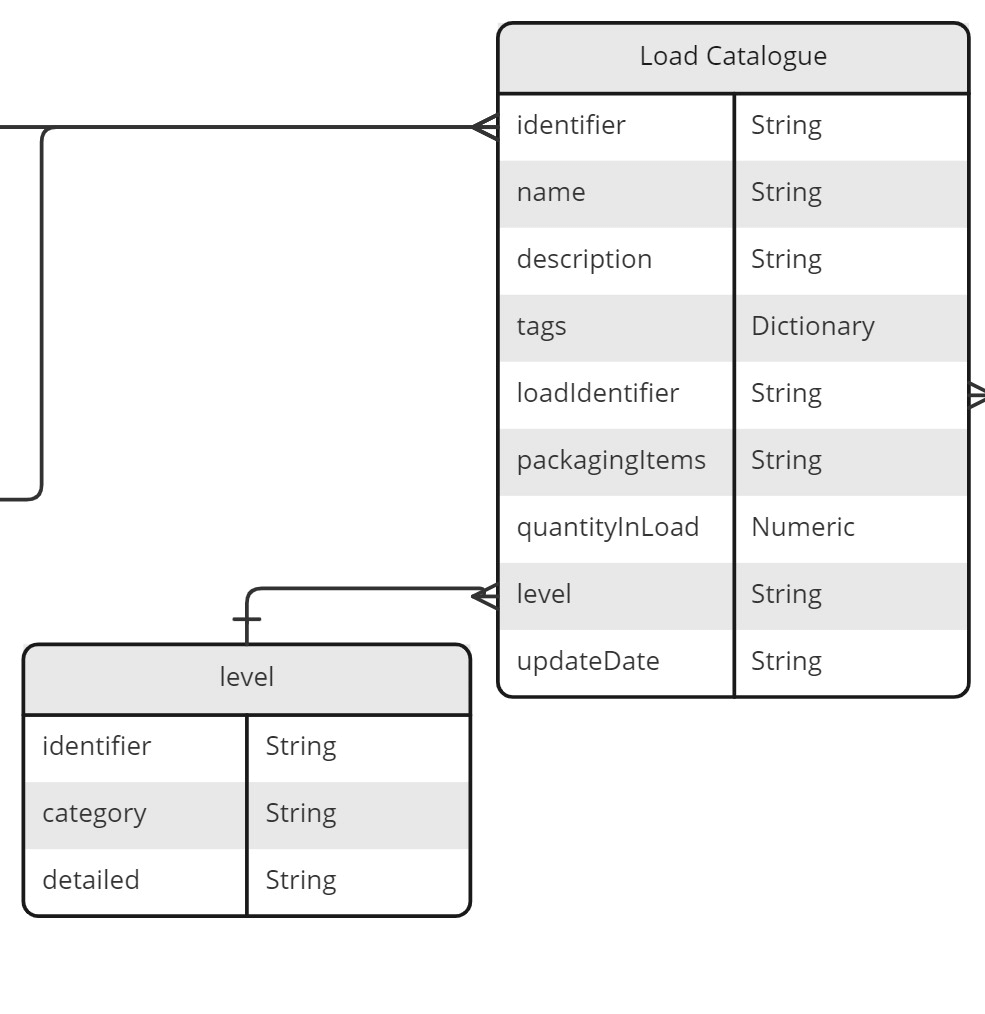 Load Catalogue
identifier String
name String
description String
tags Dictionary
loadIdentifier String
packagingItems String
quantityInLoad Numeric
level String
updateDate String
level
identifier String
category String
detailed String